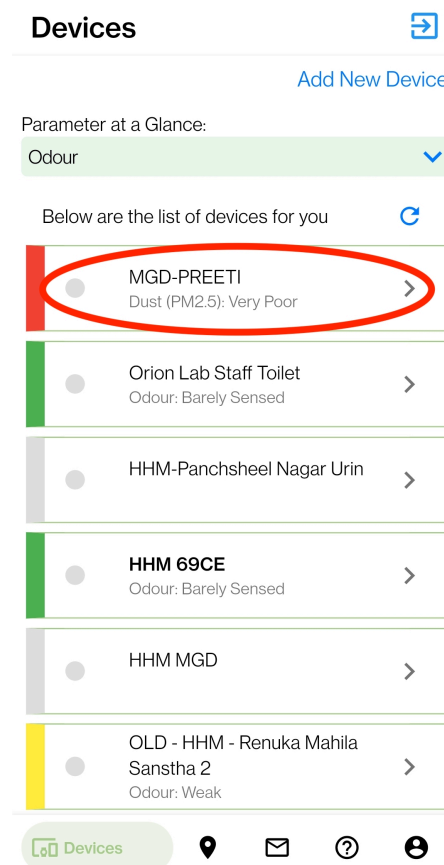 Devices
Add New Device
Parameter at a Glance:
Odour
Below are the list of devices for you
MGD-PREETI
Dust (PM2.5): Very Poor
Orion Lab Staff Toilet
Odour: Barely Sensed
HHM-Panchsheel Nagar Urin
HHM 69CE
Odour: Barely Sensed
HHM MGD
OLD - HHM - Renuka Mahila
Sanstha 2
Odour: Weak
Devices